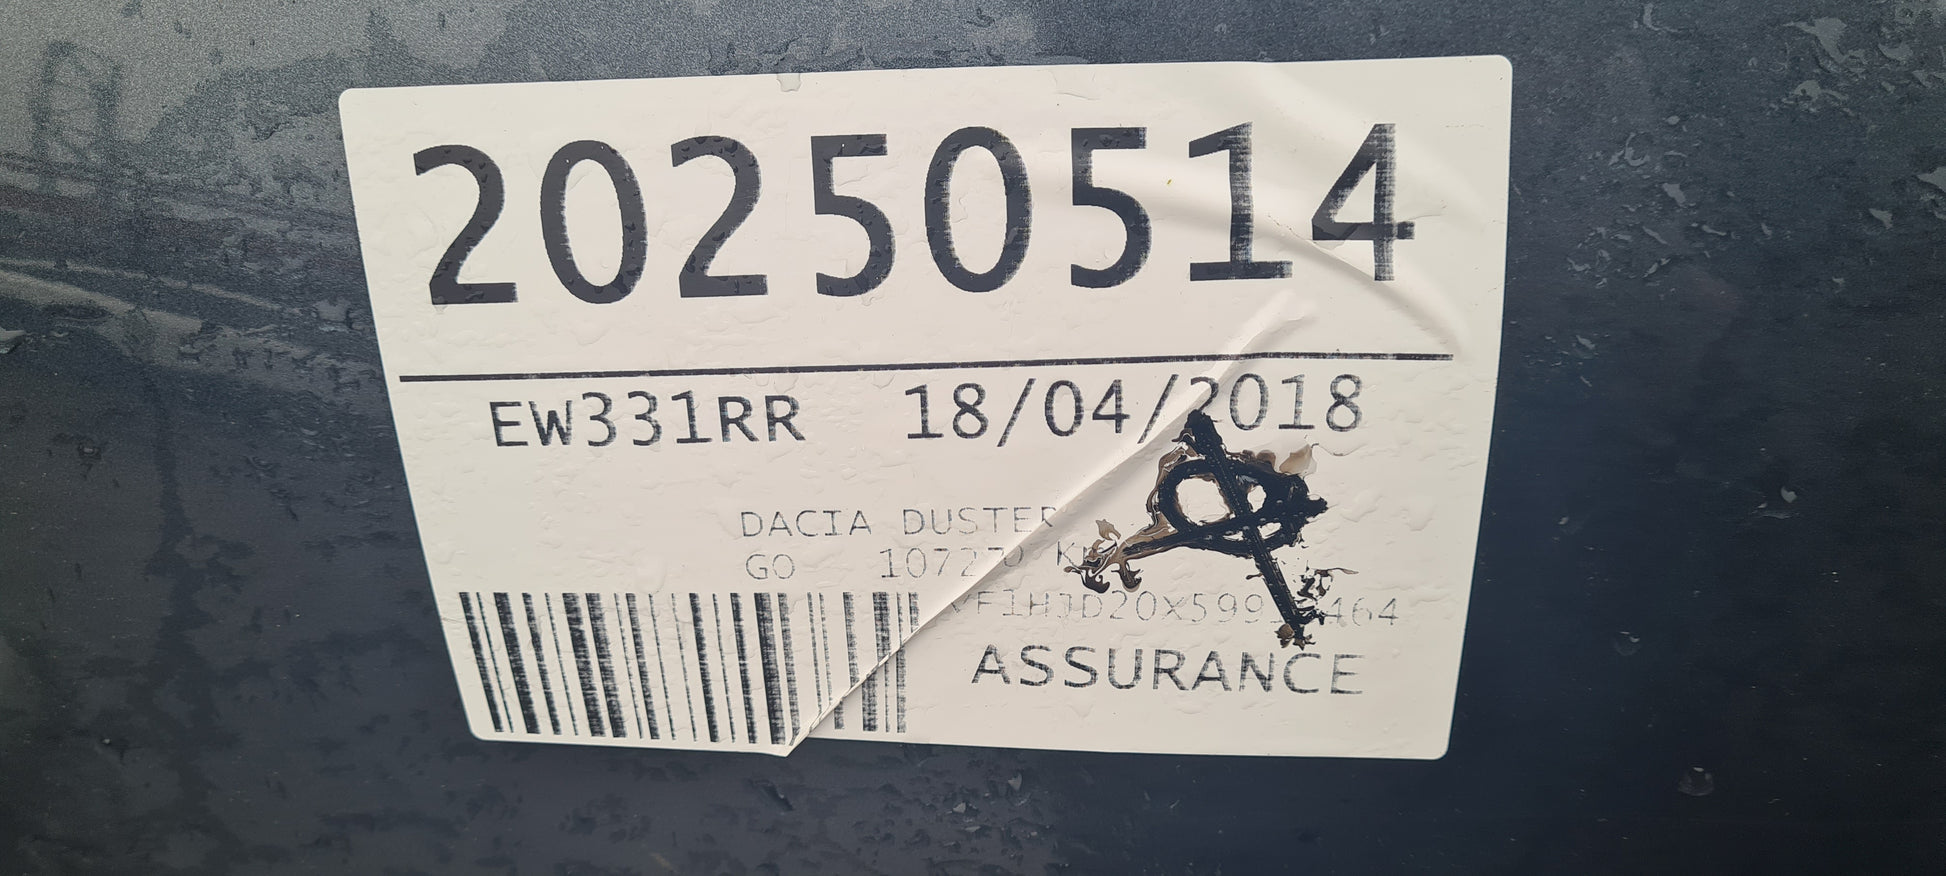 20250514
EW331RR 18/04/2018
DACIA DUSTER
GO
ASSURANCE